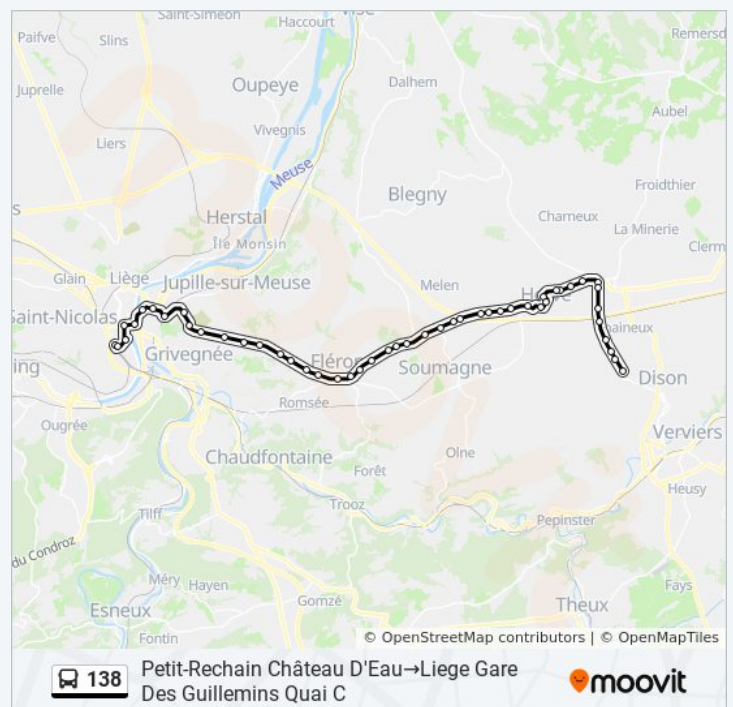 Saint-Siméon
Haccourt
Paifve
Slins
Remersd
Oupeye
Dalhem
Juprelle
Aubel
Vivegnis
Liers
Meuse
Froidthier
Blegny
Herstal
Charneux
La Minerie
Île Monsin
Clerm
Glain
Liège
Jupille-sur-Meuse
Melen
Saint-Nicolas
Grivegnée
Fléron
Soumagne
ing
Dison
Romsée
Ougrée
Verviers
Chaudfontaine
Olne
Forêt
Heusy
Trooz
Tilff
Pepinster
du Condroz
Méry
Hayen
Fays
Esneux
Gomzé
Theux
Fontin
© OpenStreetMap contributors | © OpenMapTiles
138
Petit-Rechain Château D'Eau→Liege Gare
Des Guillemins Quai C
moovit